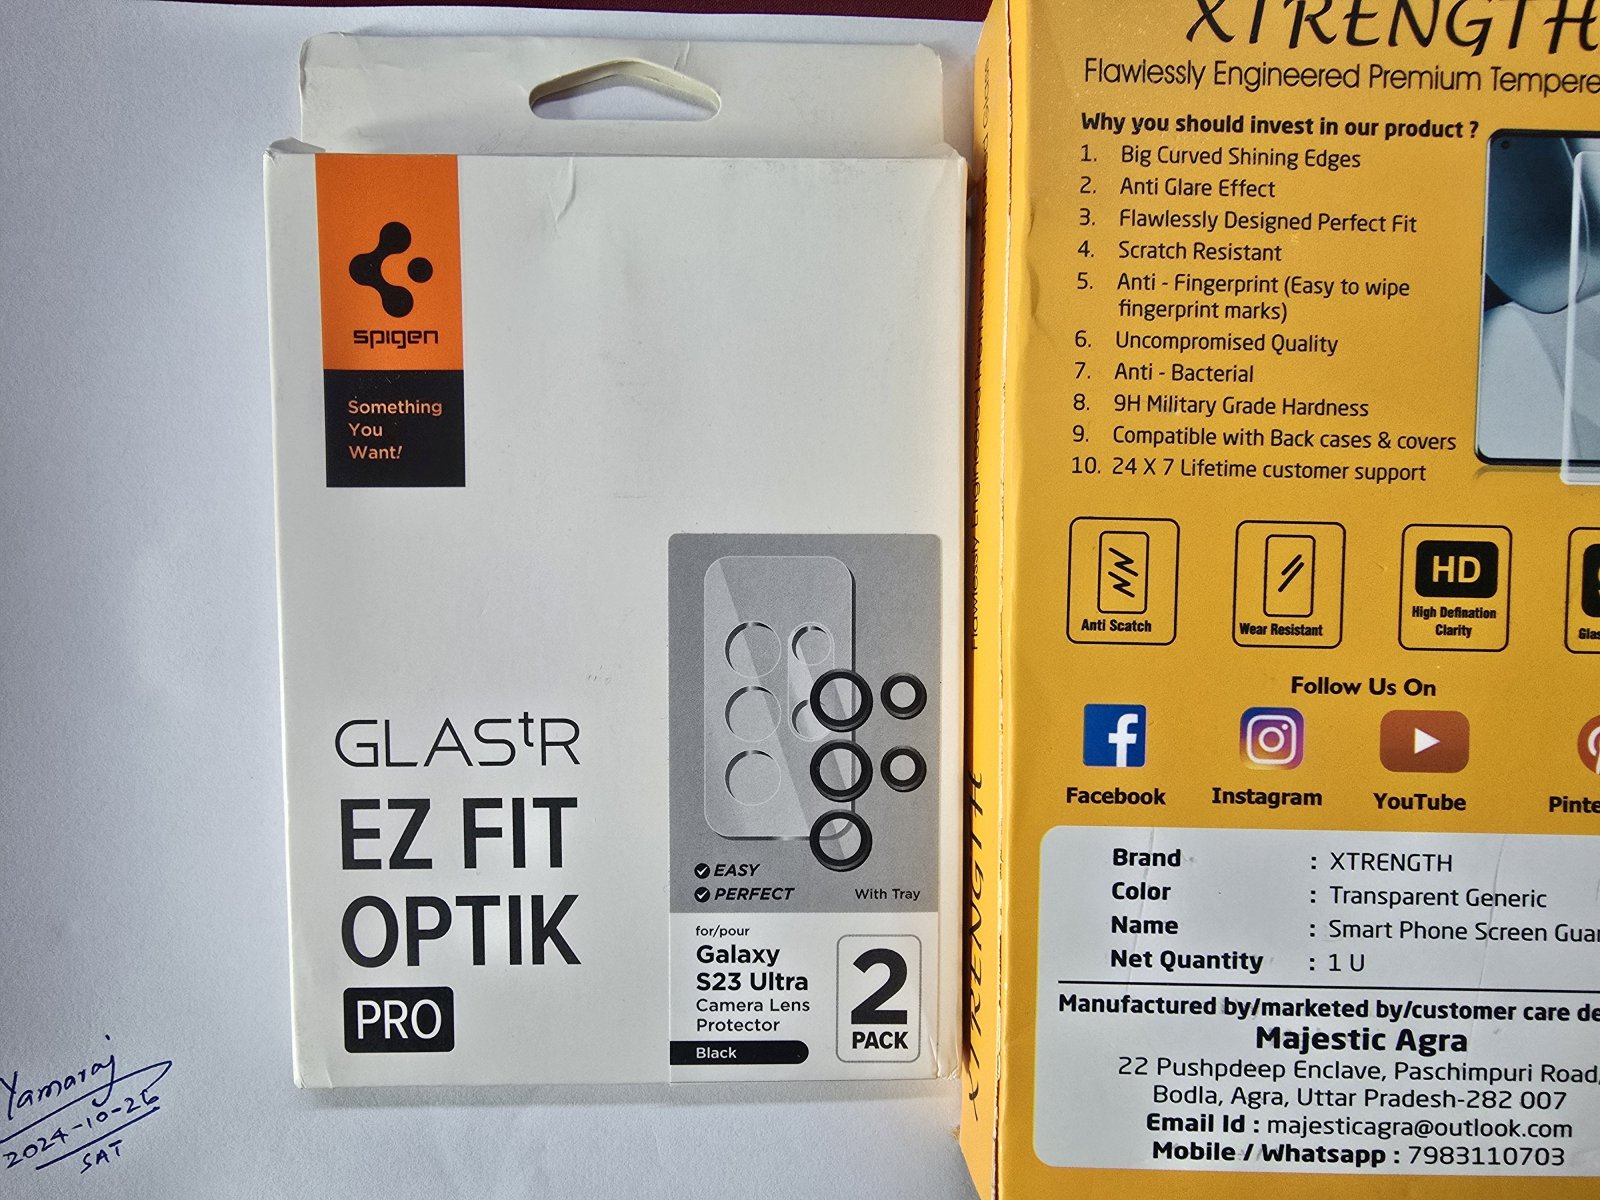 spigen
Something
You
Want!
GLAStR
EZ FIT
OPTIK
PRO
EASY
PERFECT
With Tray
for/pour
Galaxy
S23 Ultra
Camera Lens
Protector
Black
2
PACK
Yamaraj
2024-10-26
SAT
XTRENGTH
XTRENGTH
Flawlessly Engineered Premium
Why you should invest in our product ?
1. Big Curved Shining Edges
2. Anti Glare Effect
3. Flawlessly Designed Perfect Fit
4. Scratch Resistant
5. Anti - Fingerprint (Easy to wipe
fingerprint marks)
6. Uncompromised Quality
7. Anti - Bacterial
8. 9H Military Grade Hardness
9. Compatible with Back cases & covers
10. 24 X 7 Lifetime customer support
Anti Scatch
Wear Resistant
HD
High Defination
Clarity
Follow Us On
Facebook
Instagram
YouTube
Brand : XTRENGTH
Color : Transparent Generic
Name : Smart Phone Screen
Net Quantity : 1 U
Manufactured by/marketed by/customer care
Majestic Agra
22 Pushpdeep Enclave, Paschimpuri Road,
Bodla, Agra, Uttar Pradesh-282 007
Email Id : majesticagra@outlook.com
Mobile / Whatsapp : 7983110703